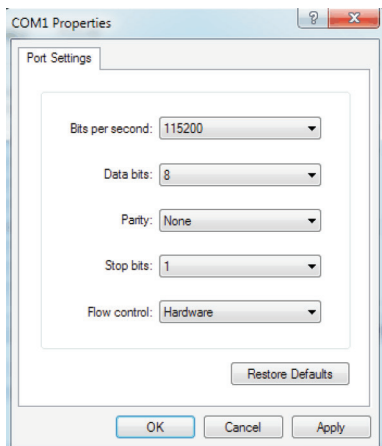 COM1 Properties
Port Settings
Bits per second: 115200
Data bits: 8
Parity: None
Stop bits: 1
Flow control: Hardware
Restore Defaults
OK Cancel Apply